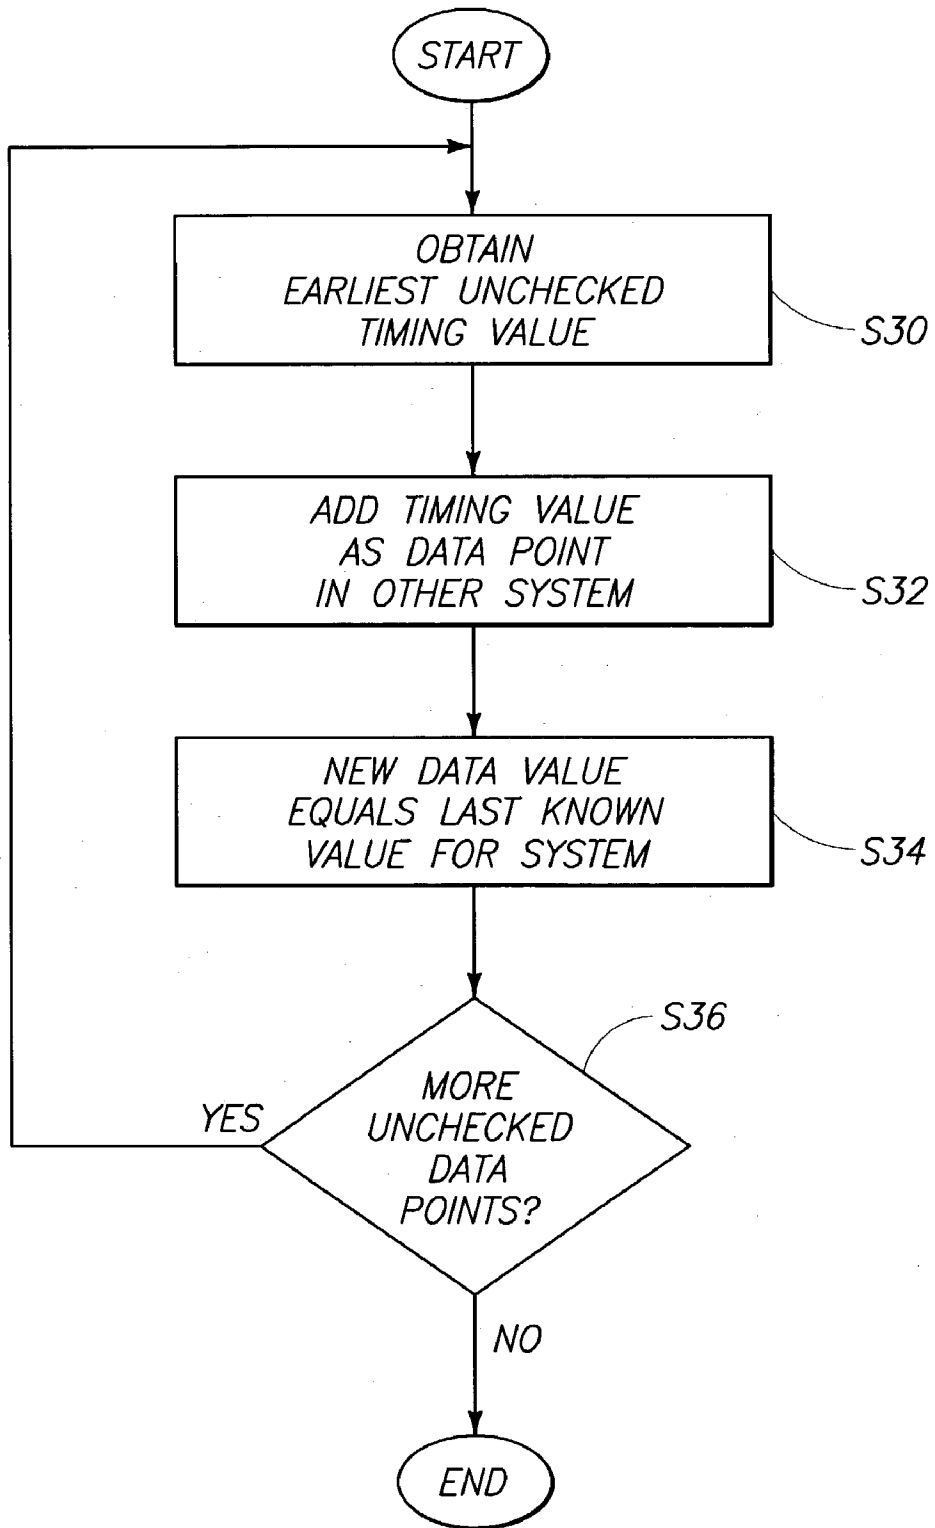 START
OBTAIN
EARLIEST UNCHECKED
TIMING VALUE
S30
ADD TIMING VALUE
AS DATA POINT
IN OTHER SYSTEM
S32
NEW DATA VALUE
EQUALS LAST KNOWN
VALUE FOR SYSTEM
S34
S36
MORE
UNCHECKED
DATA
POINTS?
YES
NO
END